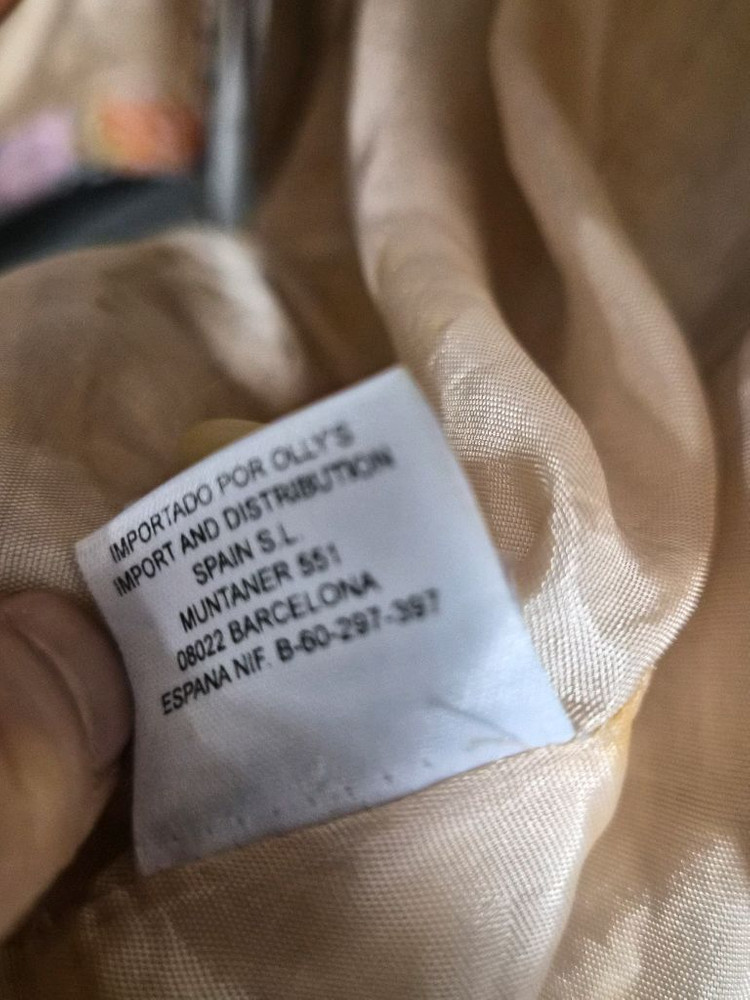 IMPORTADO POR OLLY'S
IMPORT AND DISTRIBUTION
SPAIN S.L.
MUNTANER 551
08022 BARCELONA
ESPANA NIF. B-60-297-397